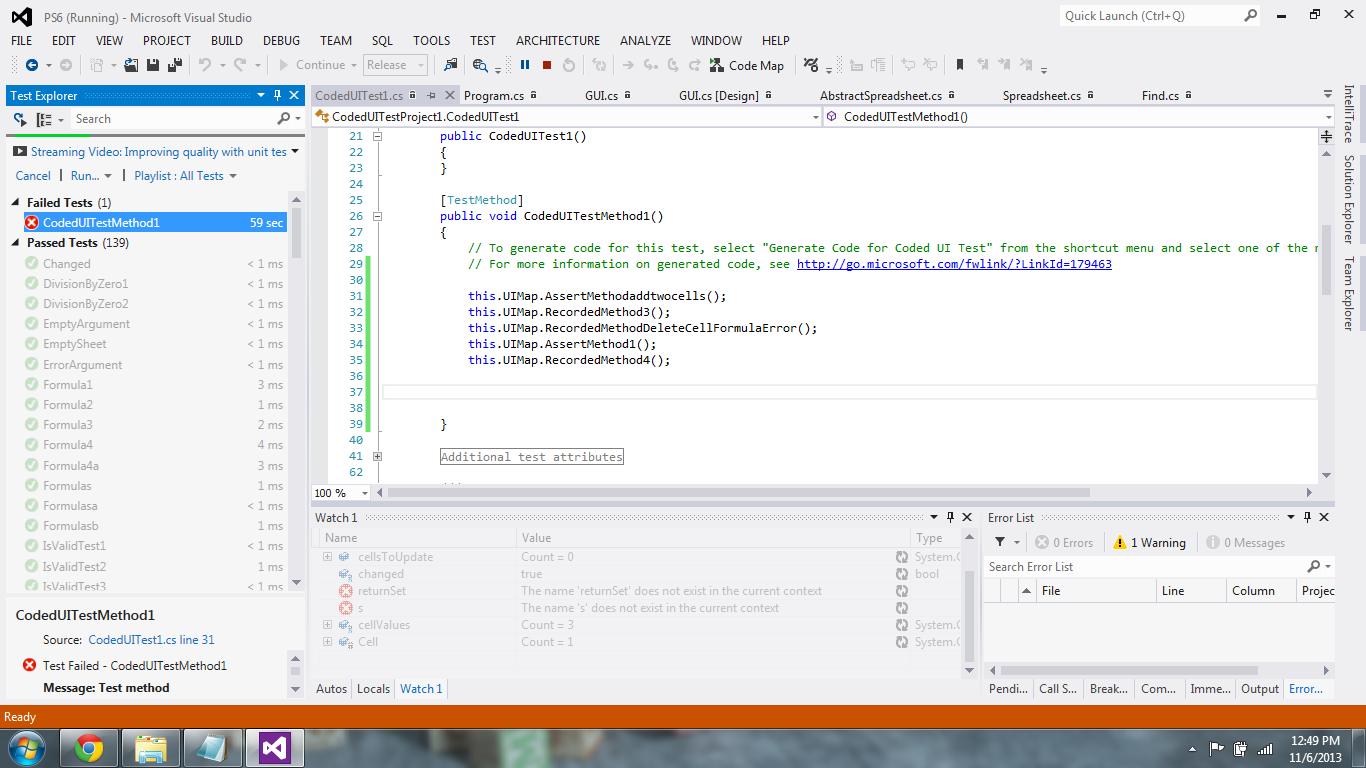 PS6 (Running) - Microsoft Visual Studio
Quick Launch (Ctrl+Q)
FILE EDIT VIEW PROJECT BUILD DEBUG TEAM SQL TOOLS TEST ARCHITECTURE ANALYZE WINDOW HELP
Continue Release Code Map
Test Explorer
Search
Streaming Video: Improving quality with unit tes
Cancel Run... Playlist : All Tests
Failed Tests (1)
CodedUITestMethod1 59 sec
Passed Tests (139)
Changed < 1 ms
DivisionByZero1 < 1 ms
DivisionByZero2 < 1 ms
EmptyArgument < 1 ms
EmptySheet < 1 ms
ErrorArgument < 1 ms
Formula1 3 ms
Formula2 1 ms
Formula3 2 ms
Formula4 4 ms
Formula4a 3 ms
Formulas 1 ms
Formulasa < 1 ms
Formulasb 1 ms
IsValidTest1 < 1 ms
IsValidTest2 1 ms
IsValidTest3 < 1 ms
CodedUITestMethod1
Source: CodedUITest1.cs line 31
Test Failed - CodedUITestMethod1
Message: Test method
CodedUITest1.cs Program.cs GUI.cs GUI.cs [Design] AbstractSpreadsheet.cs Spreadsheet.cs Find.cs
CodedUITestProject1.CodedUITest1 CodedUITestMethod1()
21 public CodedUITest1()
22 {
23 }
24
25 [TestMethod]
26 public void CodedUITestMethod1()
27 {
28 // To generate code for this test, select "Generate Code for Coded UI Test" from the shortcut menu and select one of the m
29 // For more information on generated code, see http://go.microsoft.com/fwlink/?LinkId=179463
30
31 this.UIMap.AssertMethodaddtwocells();
32 this.UIMap.RecordedMethod3();
33 this.UIMap.RecordedMethodDeleteCellFormulaError();
34 this.UIMap.AssertMethod1();
35 this.UIMap.RecordedMethod4();
36
37
38
39 }
40
41 Additional test attributes
62
100 %
IntelliTrace
Solution Explorer
Team Explorer
Watch 1
Name Value Type
cellsToUpdate Count = 0 System.C
changed true bool
returnSet The name 'returnSet' does not exist in the current context
s The name 's' does not exist in the current context
cellValues Count = 3 System.C
Cell Count = 1 System.C
Autos Locals Watch 1
Error List
0 Errors 1 Warning 0 Messages
Search Error List
File Line Column Projec
Pendi... Call S... Break... Com... Imme... Output Error...
Ready
12:49 PM
11/6/2013